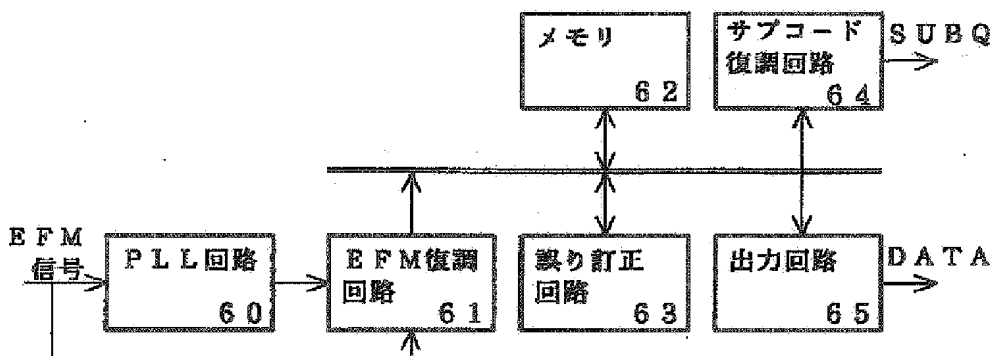 メモリ
62
サブコード
復調回路
64
SUBQ
EFM
信号
PLL回路
60
EFM復調
回路
61
誤り訂正
回路
63
出力回路
65
DATA